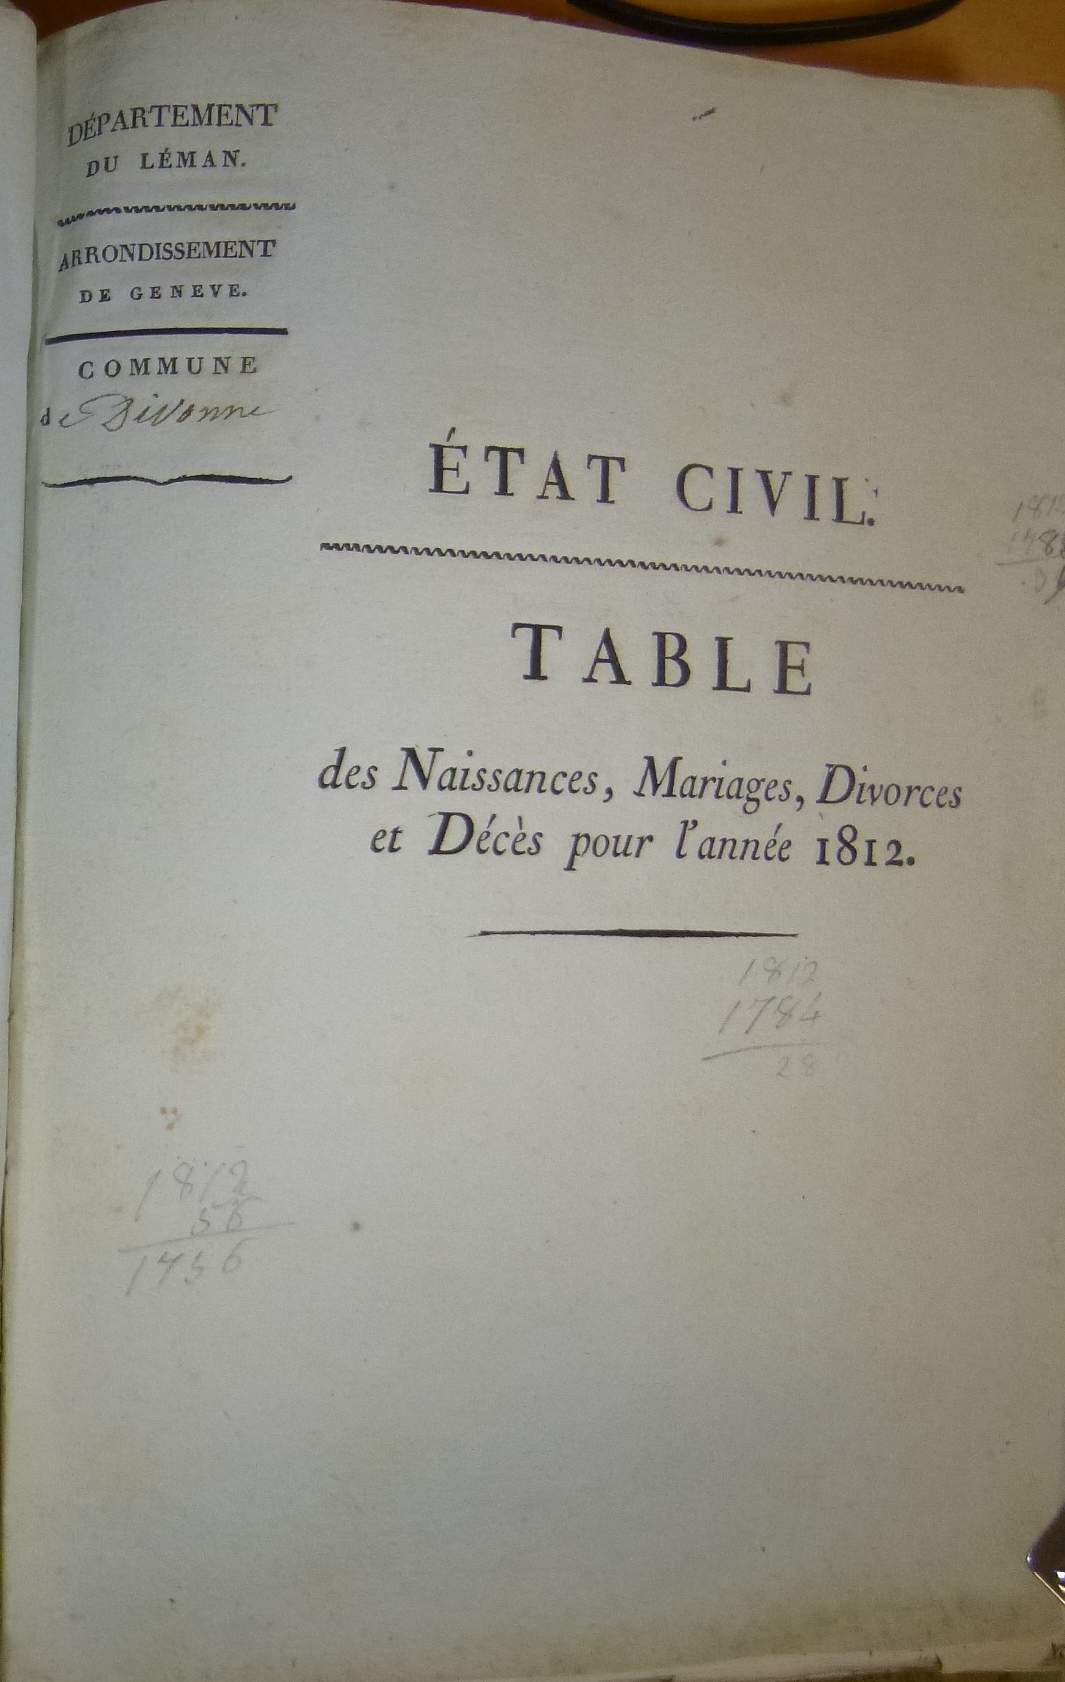 DÉPARTEMENT
DU LÉMAN.
ARRONDISSEMENT
DE GENEVE.
COMMUNE
de Divonne
ÉTAT CIVIL.
TABLE
des Naissances, Mariages, Divorces
et Décès pour l'année 1812.
1812
1784
28
1812
56
1756